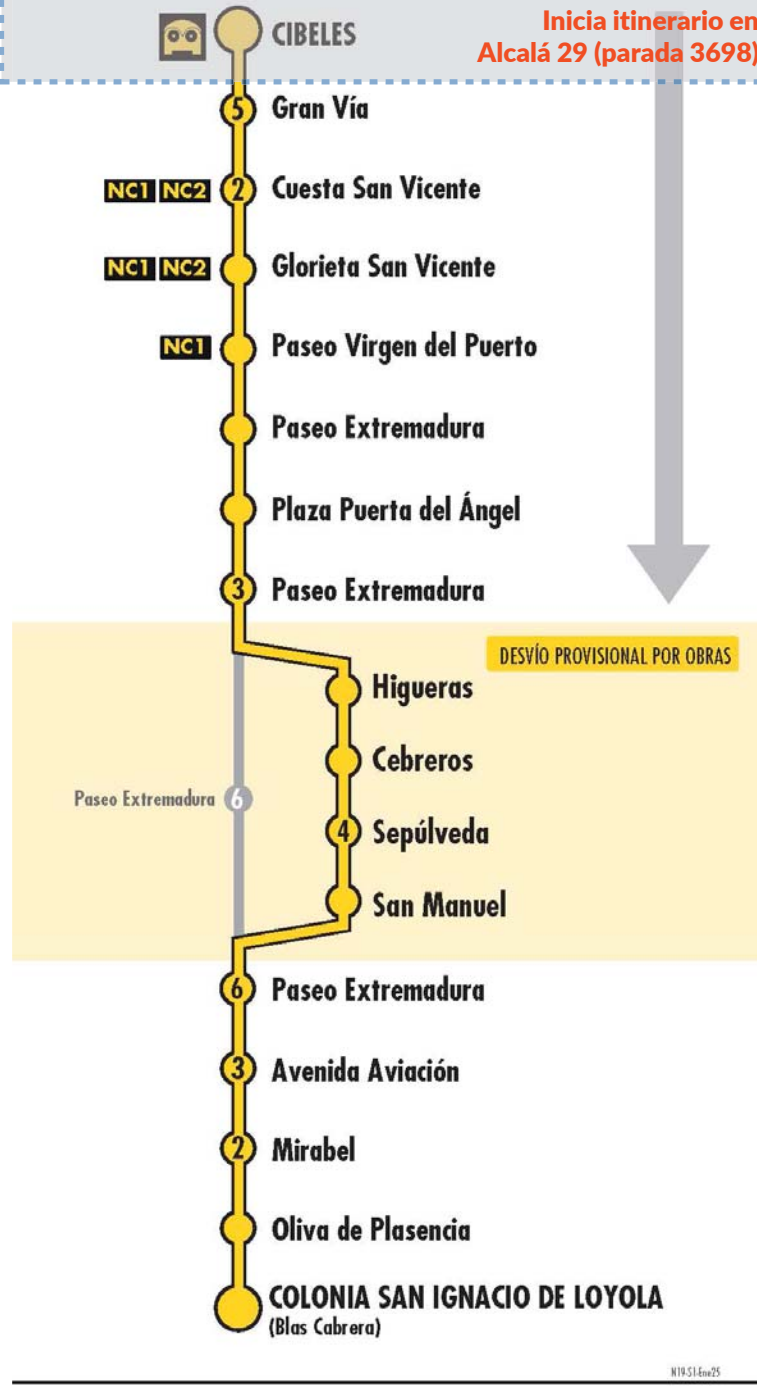 CIBELES
Inicia itinerario en
Alcalá 29 (parada 3698)
5 Gran Vía
NC1 NC2 2 Cuesta San Vicente
NC1 NC2 Glorieta San Vicente
NC1 Paseo Virgen del Puerto
Paseo Extremadura
Plaza Puerta del Ángel
3 Paseo Extremadura
DESVÍO PROVISIONAL POR OBRAS
Higueras
Cebreros
Paseo Extremadura 6
4 Sepúlveda
San Manuel
6 Paseo Extremadura
3 Avenida Aviación
2 Mirabel
Oliva de Plasencia
COLONIA SAN IGNACIO DE LOYOLA
(Blas Cabrera)
N19-S1-Ene25